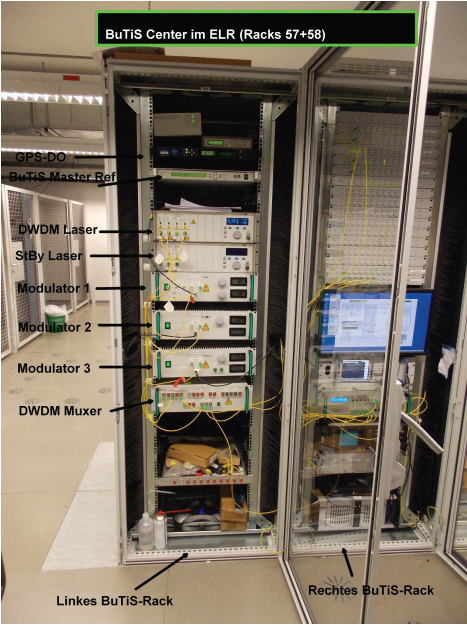 BuTiS Center im ELR (Racks 57+58)
GPS-DO
BuTiS Master Ref
DWDM Laser
StBy Laser
Modulator 1
Modulator 2
Modulator 3
DWDM Muxer
Linkes BuTiS-Rack
Rechtes BuTiS-Rack